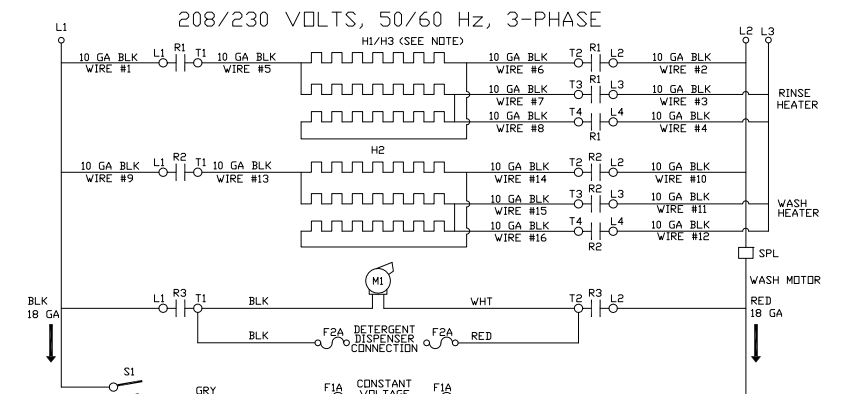 208/230 VOLTS, 50/60 Hz, 3-PHASE
L1
L2 L3
H1/H3 (SEE NOTE)
10 GA BLK L1 R1 T1 10 GA BLK 10 GA BLK T2 R1 L2 10 GA BLK
WIRE #1 WIRE #5 WIRE #6 WIRE #2
10 GA BLK T3 R1 L3 10 GA BLK
WIRE #7 WIRE #3
RINSE
HEATER
10 GA BLK T4 L4 10 GA BLK
WIRE #8 R1 WIRE #4
H2
10 GA BLK L1 R2 T1 10 GA BLK 10 GA BLK T2 R2 L2 10 GA BLK
WIRE #9 WIRE #13 WIRE #14 WIRE #10
10 GA BLK T3 R2 L3 10 GA BLK
WIRE #15 WIRE #11
WASH
HEATER
10 GA BLK T4 L4 10 GA BLK
WIRE #16 R2 WIRE #12
SPL
M1
WASH MOTOR
BLK L1 R3 T1 BLK WHT T2 R3 L2 RED
18 GA 18 GA
BLK F2A DETERGENT F2A RED
DISPENSER
CONNECTION
S1
GRY F1A CONSTANT F1A
VOLTAGE